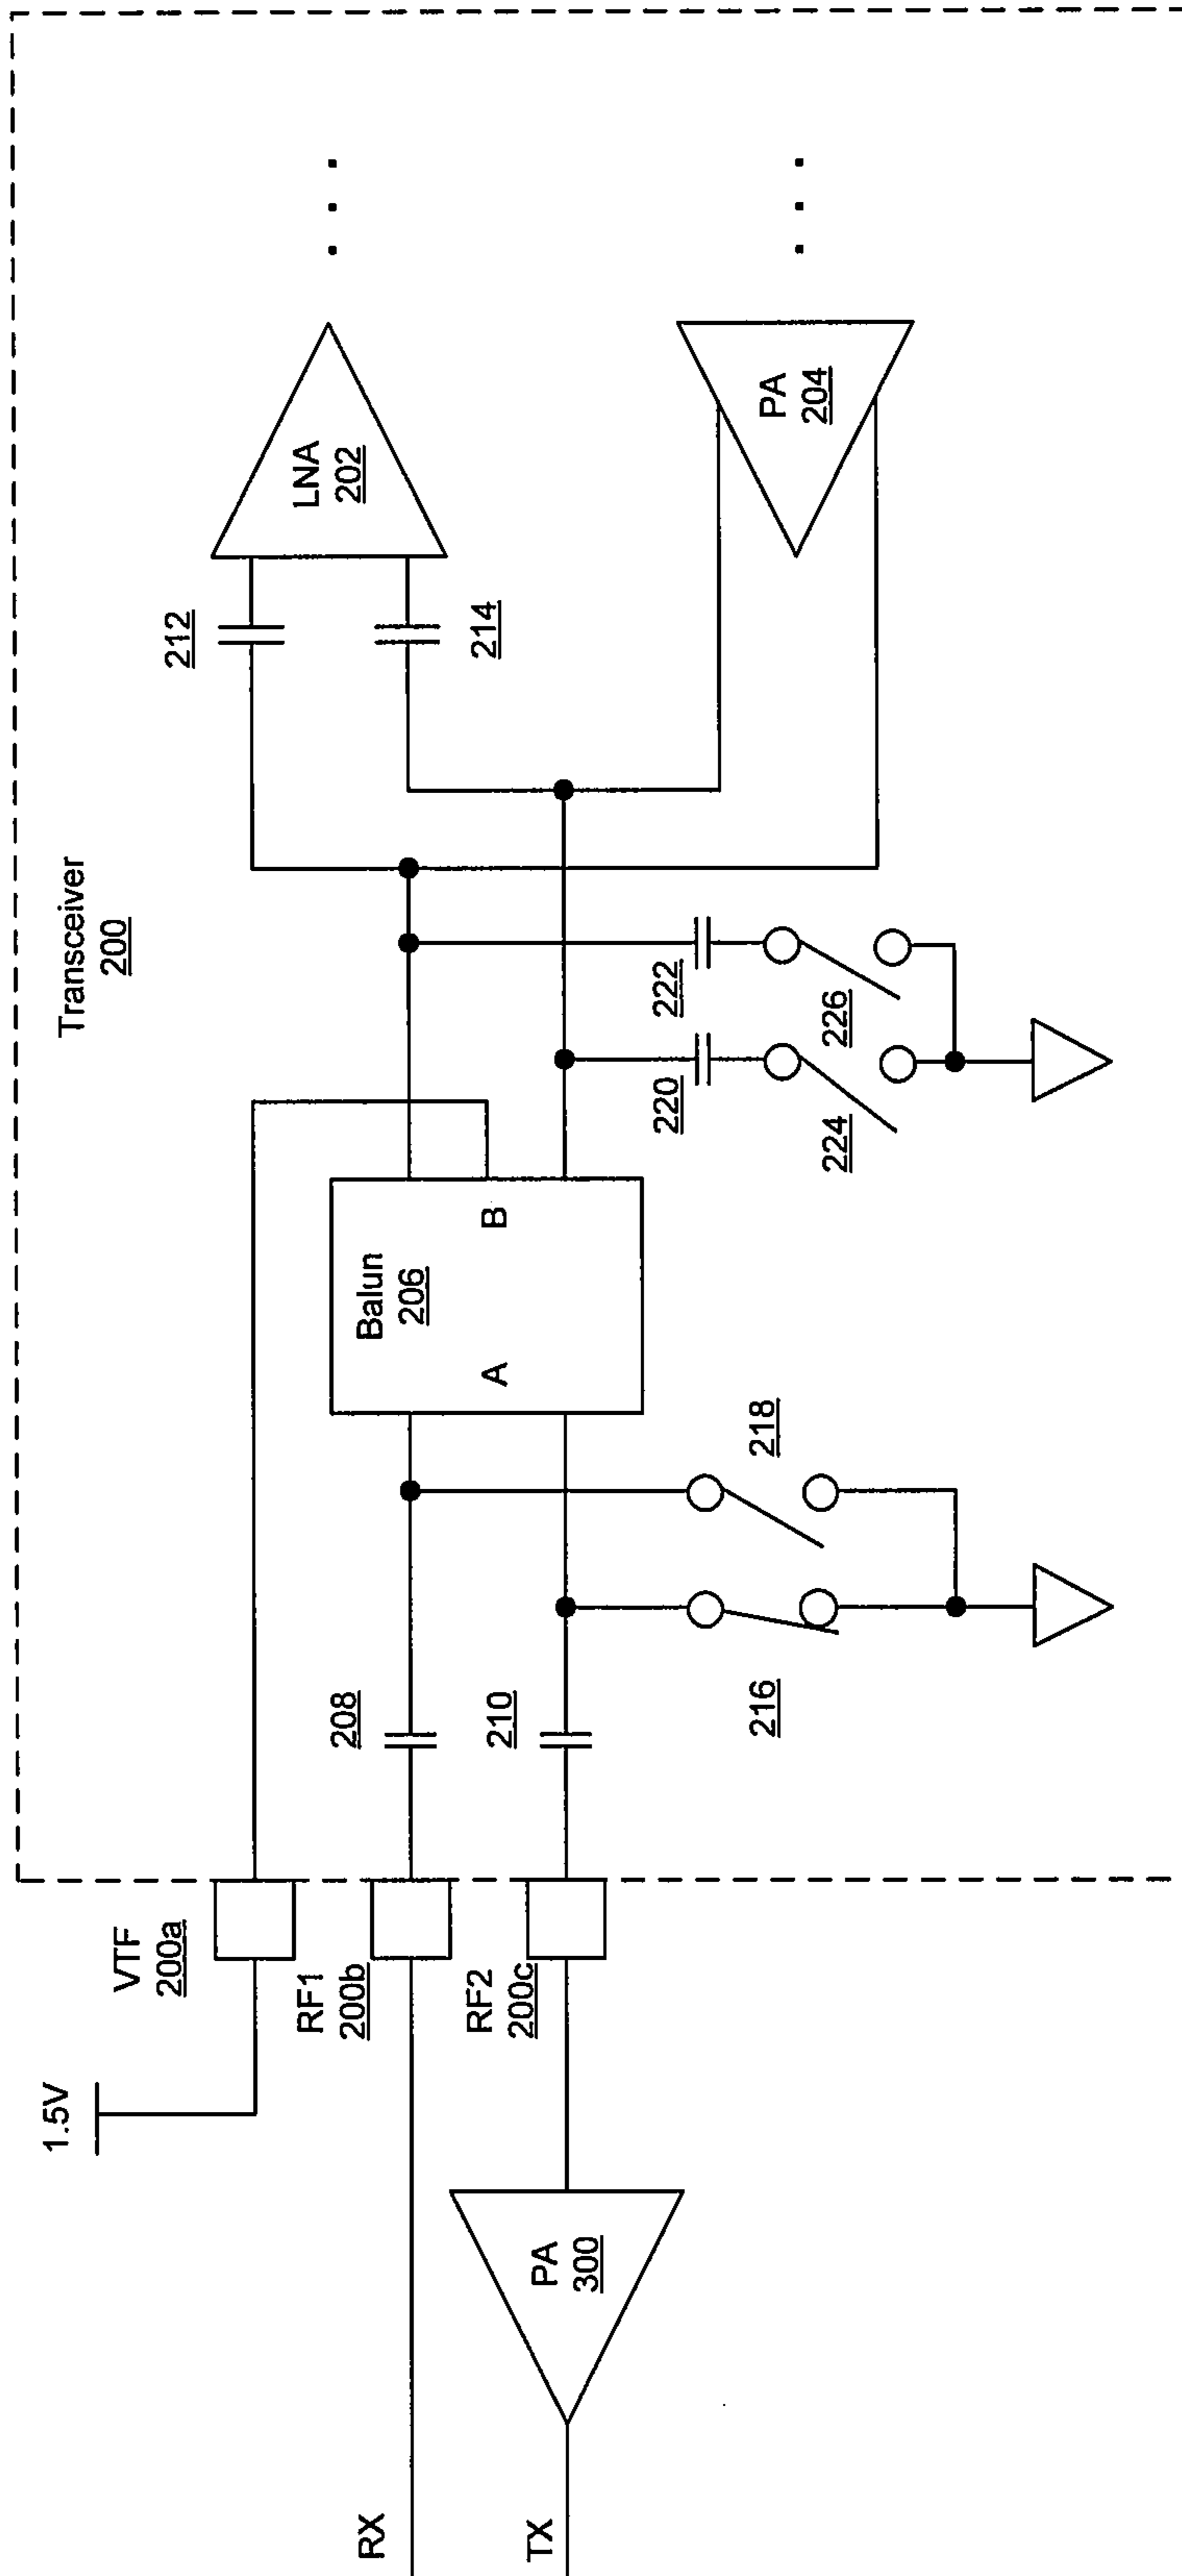 Transceiver
200
LNA
202
PA
204
212
214
222
226
220
224
Balun
206
A
B
208
210
218
216
VTF
200a
RF1
200b
RF2
200c
1.5V
PA
300
RX
TX